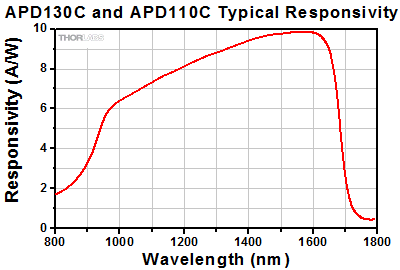 APD130C and APD110C Typical Responsivity
THORLABS
Responsivity (A/W)
10
8
6
4
2
0
800 1000 1200 1400 1600 1800
Wavelength (nm)